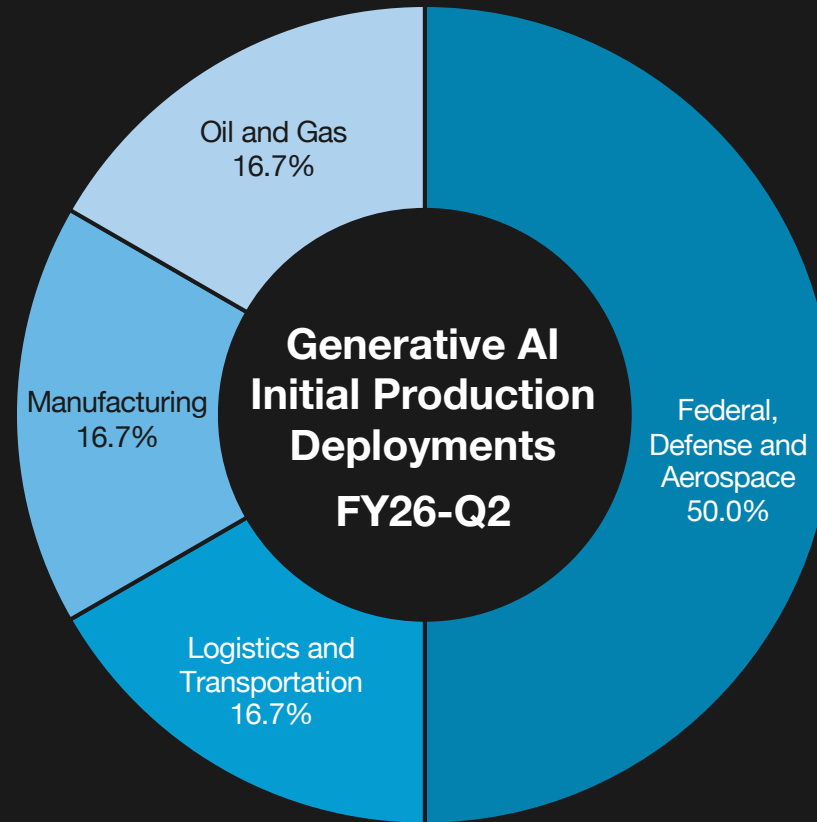 Oil and Gas
16.7%
Manufacturing
16.7%
Generative AI
Initial Production
Deployments
FY26-Q2
Federal,
Defense and
Aerospace
50.0%
Logistics and
Transportation
16.7%